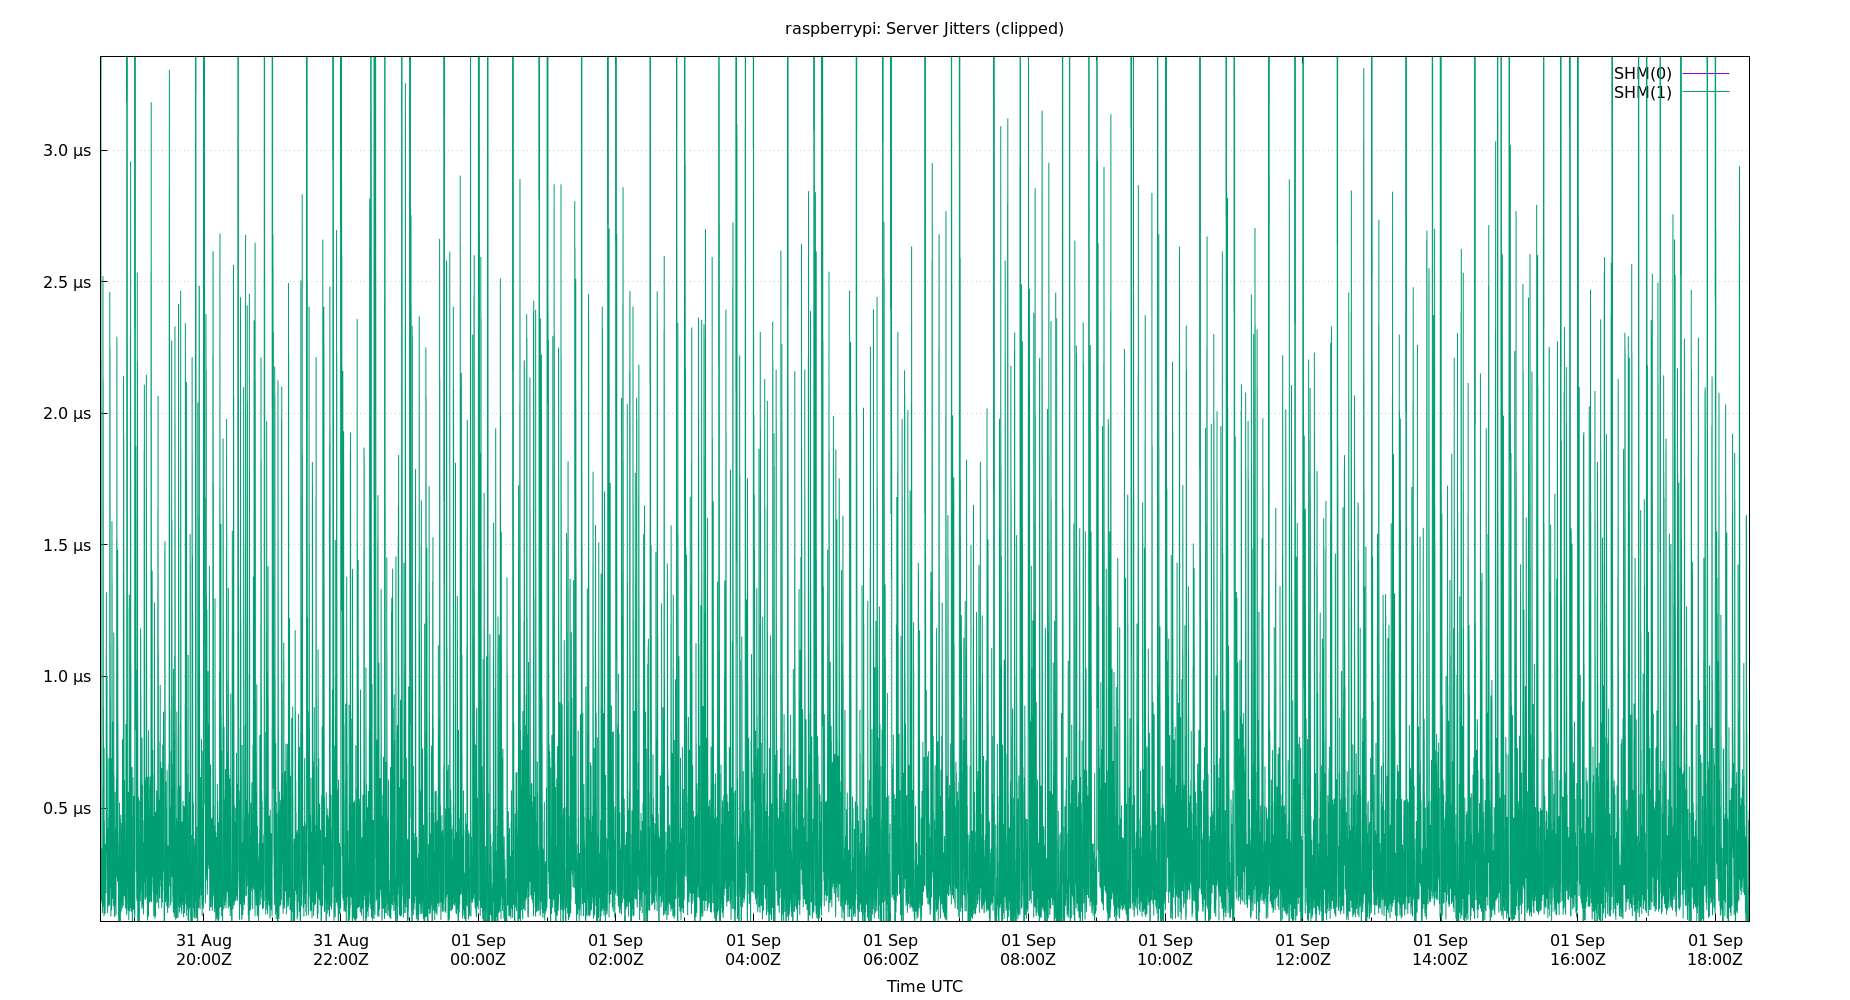 raspberrypi: Server Jitters (clipped)
SHM(0)
SHM(1)
3.0 µs
2.5 µs
2.0 µs
1.5 µs
1.0 µs
0.5 µs
31 Aug 31 Aug 01 Sep 01 Sep 01 Sep 01 Sep 01 Sep 01 Sep 01 Sep 01 Sep 01 Sep 01 Sep
20:00Z 22:00Z 00:00Z 02:00Z 04:00Z 06:00Z 08:00Z 10:00Z 12:00Z 14:00Z 16:00Z 18:00Z
Time UTC